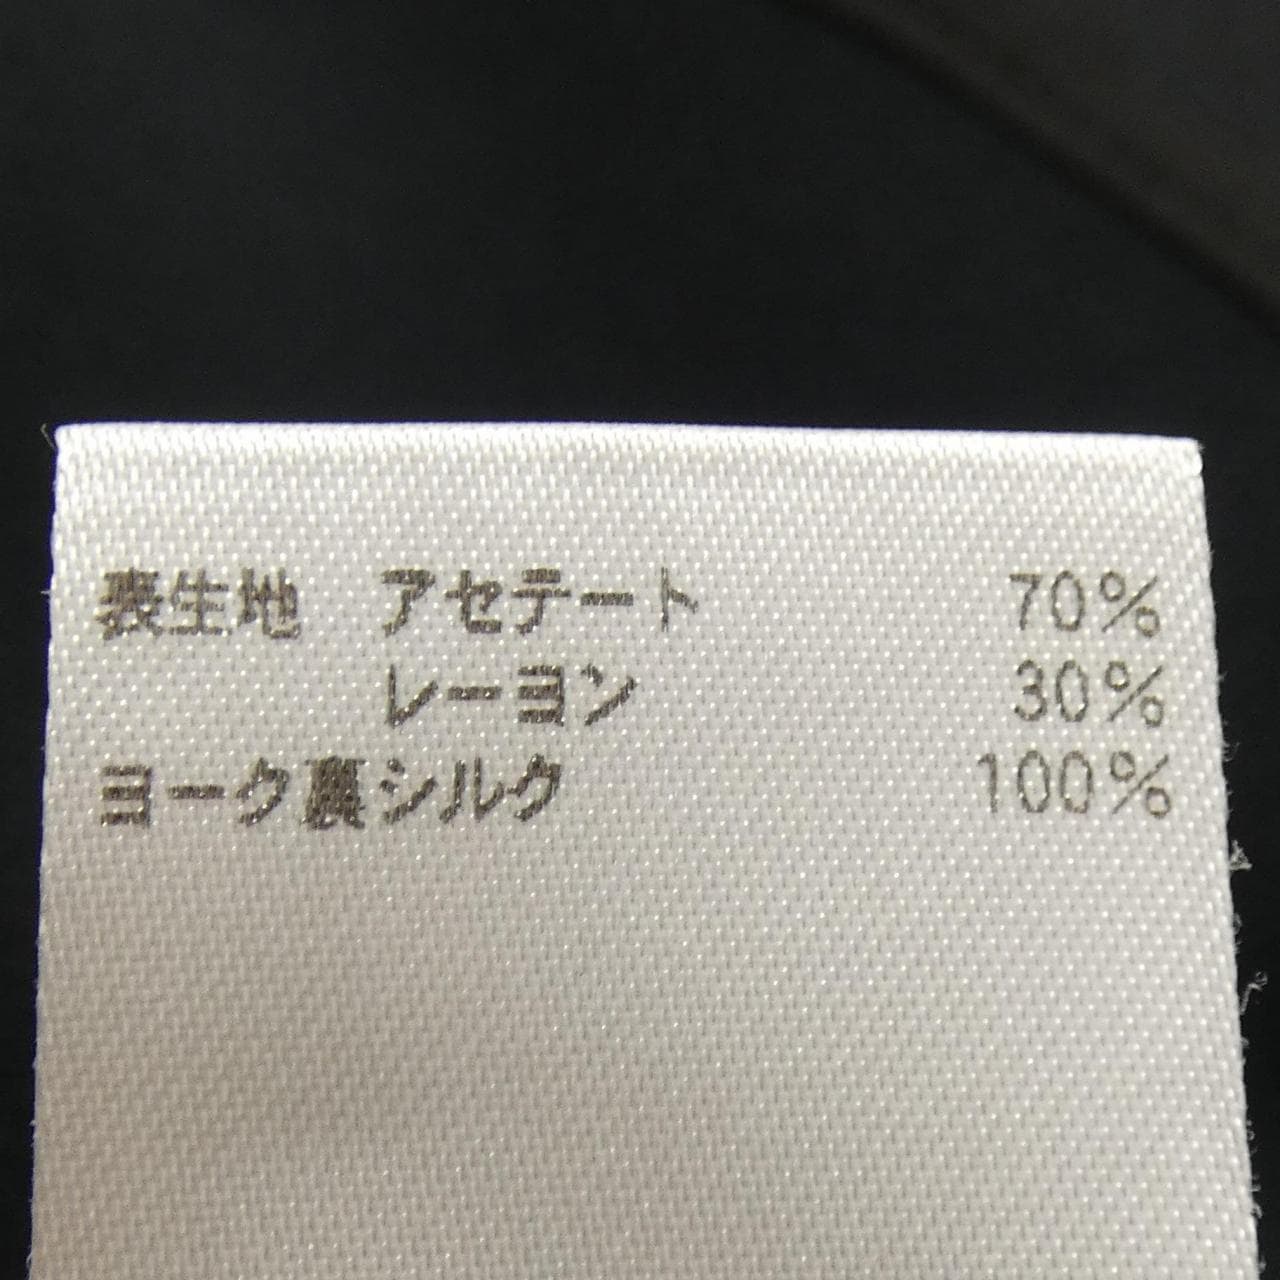 表生地 アセテート 70%
レーヨン 30%
ヨーク裏 シルク 100%